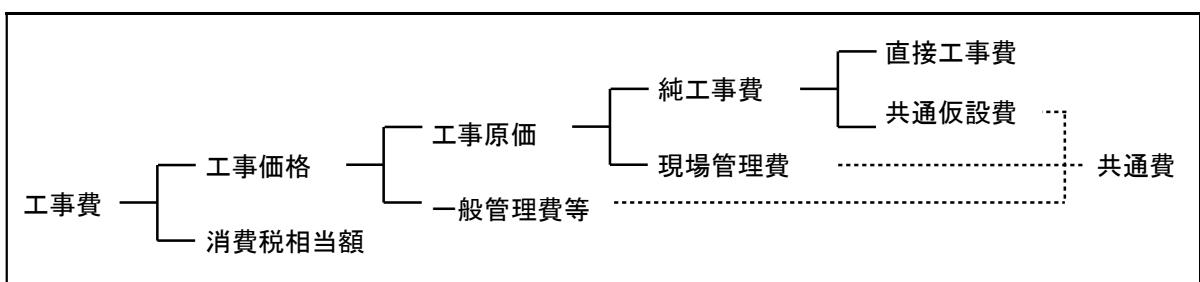 直接工事費
純工事費
共通仮設費
工事原価
工事価格
現場管理費
共通費
工事費
一般管理費等
消費税相当額